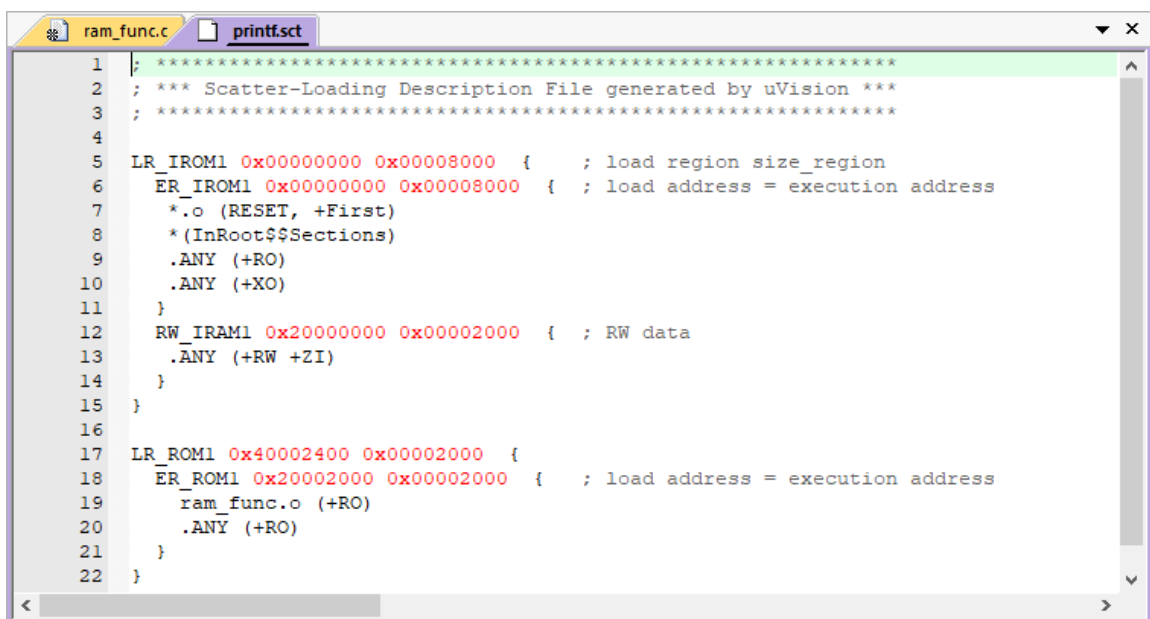 ram_func.c printf.sct
1 ; *************************************************************
2 ; *** Scatter-Loading Description File generated by uVision ***
3 ; *************************************************************
4
5 LR_IROM1 0x00000000 0x00008000  {    ; load region size_region
6   ER_IROM1 0x00000000 0x00008000  {  ; load address = execution address
7    *.o (RESET, +First)
8    *(InRoot$$Sections)
9    .ANY (+RO)
10    .ANY (+XO)
11   }
12   RW_IRAM1 0x20000000 0x00002000  {  ; RW data
13    .ANY (+RW +ZI)
14   }
15 }
16
17 LR_ROM1 0x40002400 0x00002000  {
18   ER_ROM1 0x20002000 0x00002000  {   ; load address = execution address
19     ram_func.o (+RO)
20     .ANY (+RO)
21   }
22 }